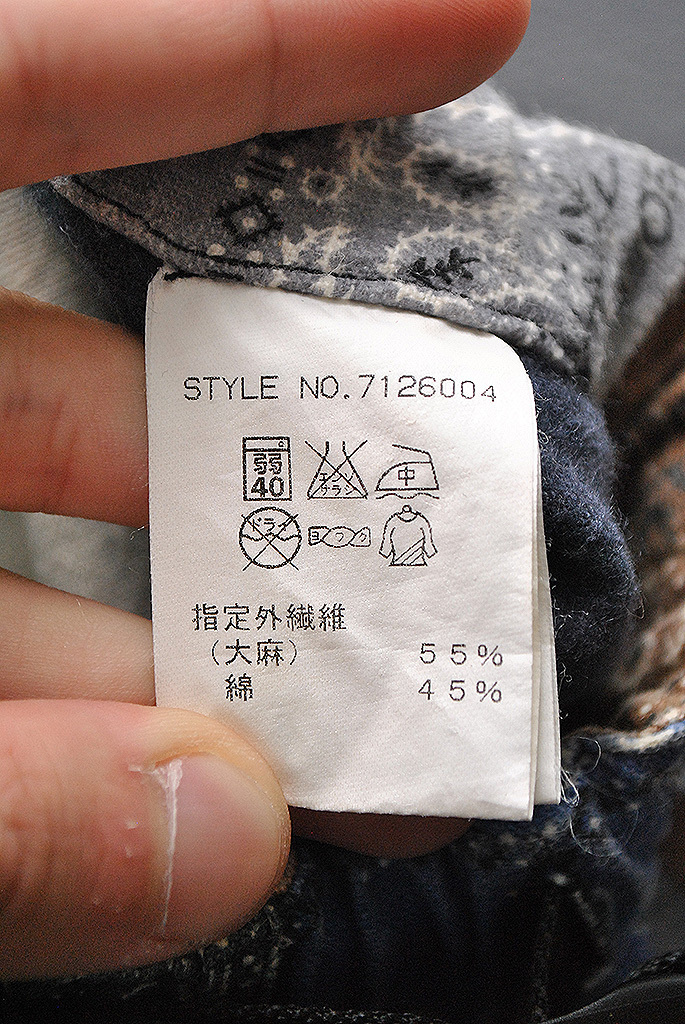 STYLE NO.7126004
弱 エンソ 中
40 サラシ
ドライ ヨワク
指定外繊維
(大麻) 55%
綿 45%